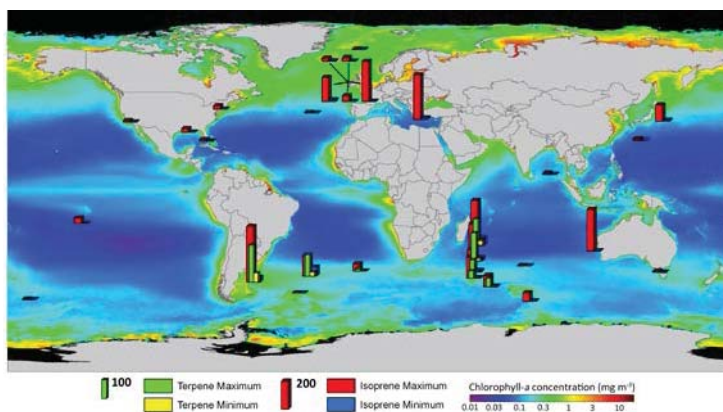 100 Terpene Maximum 200 Isoprene Maximum Chlorophyll-a concentration (mg m⁻³)
Terpene Minimum Isoprene Minimum 0.01 0.03 0.1 0.3 1 3 10